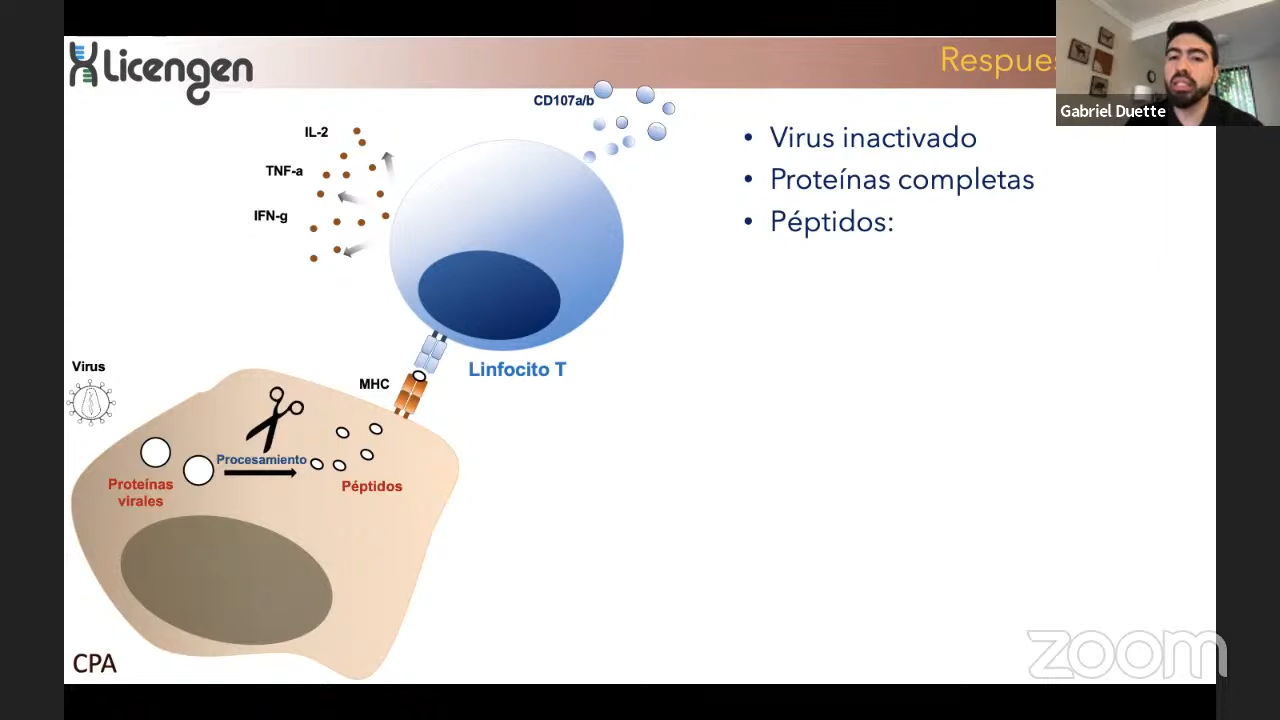 Licengen
Respues
Gabriel Duette
CD107a/b
IL-2
TNF-a
IFN-g
• Virus inactivado
• Proteínas completas
• Péptidos:
Linfocito T
MHC
Virus
Procesamiento
Proteínas
virales
Péptidos
CPA
zoom